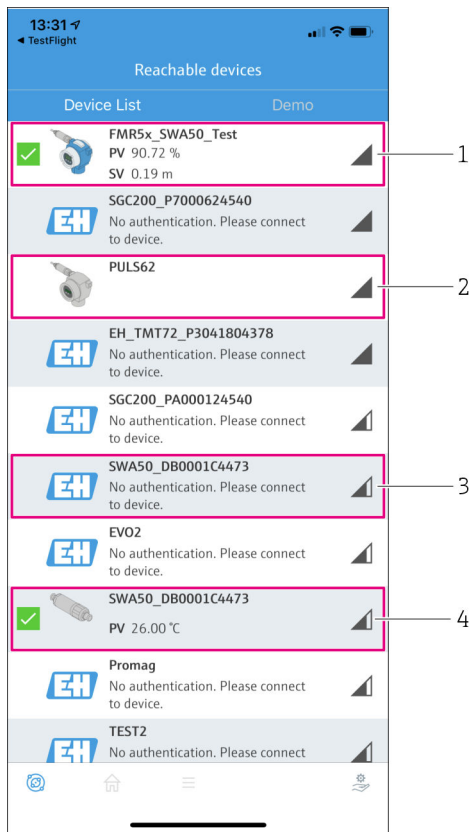 13:31
◄ TestFlight
Reachable devices
Device List
Demo
FMR5x_SWA50_Test
PV 90.72 %
SV 0.19 m
1
SGC200_P7000624540
No authentication. Please connect
to device.
PULS62
2
EH_TMT72_P3041804378
No authentication. Please connect
to device.
SGC200_PA000124540
No authentication. Please connect
to device.
SWA50_DB0001C4473
No authentication. Please connect
to device.
3
EVO2
No authentication. Please connect
to device.
SWA50_DB0001C4473
PV 26.00 °C
4
Promag
No authentication. Please connect
to device.
TEST2
No authentication. Please connect